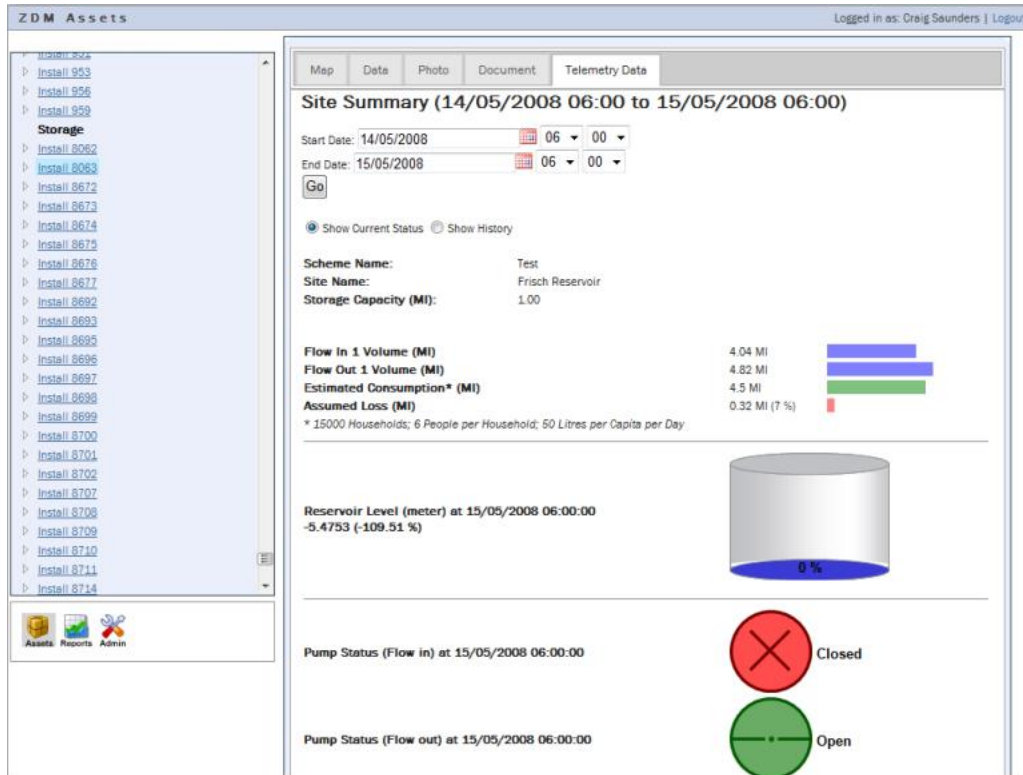 ZDM Assets
Logged in as: Craig Saunders | Logout
Install 951
Install 953
Install 956
Install 959
Storage
Install 8062
Install 8063
Install 8672
Install 8673
Install 8674
Install 8675
Install 8676
Install 8677
Install 8692
Install 8693
Install 8695
Install 8696
Install 8697
Install 8698
Install 8699
Install 8700
Install 8701
Install 8702
Install 8707
Install 8708
Install 8709
Install 8710
Install 8711
Install 8714
Assets Reports Admin
Map Data Photo Document Telemetry Data
Site Summary (14/05/2008 06:00 to 15/05/2008 06:00)
Start Date: 14/05/2008 06 00
End Date: 15/05/2008 06 00
Go
Show Current Status Show History
Scheme Name: Test
Site Name: Frisch Reservoir
Storage Capacity (Ml): 1.00
Flow In 1 Volume (Ml) 4.04 Ml
Flow Out 1 Volume (Ml) 4.82 Ml
Estimated Consumption* (Ml) 4.5 Ml
Assumed Loss (Ml) 0.32 Ml (7 %)
* 15000 Households; 6 People per Household; 50 Litres per Capita per Day
Reservoir Level (meter) at 15/05/2008 06:00:00
-5.4753 (-109.51 %)
0 %
Pump Status (Flow in) at 15/05/2008 06:00:00 Closed
Pump Status (Flow out) at 15/05/2008 06:00:00 Open